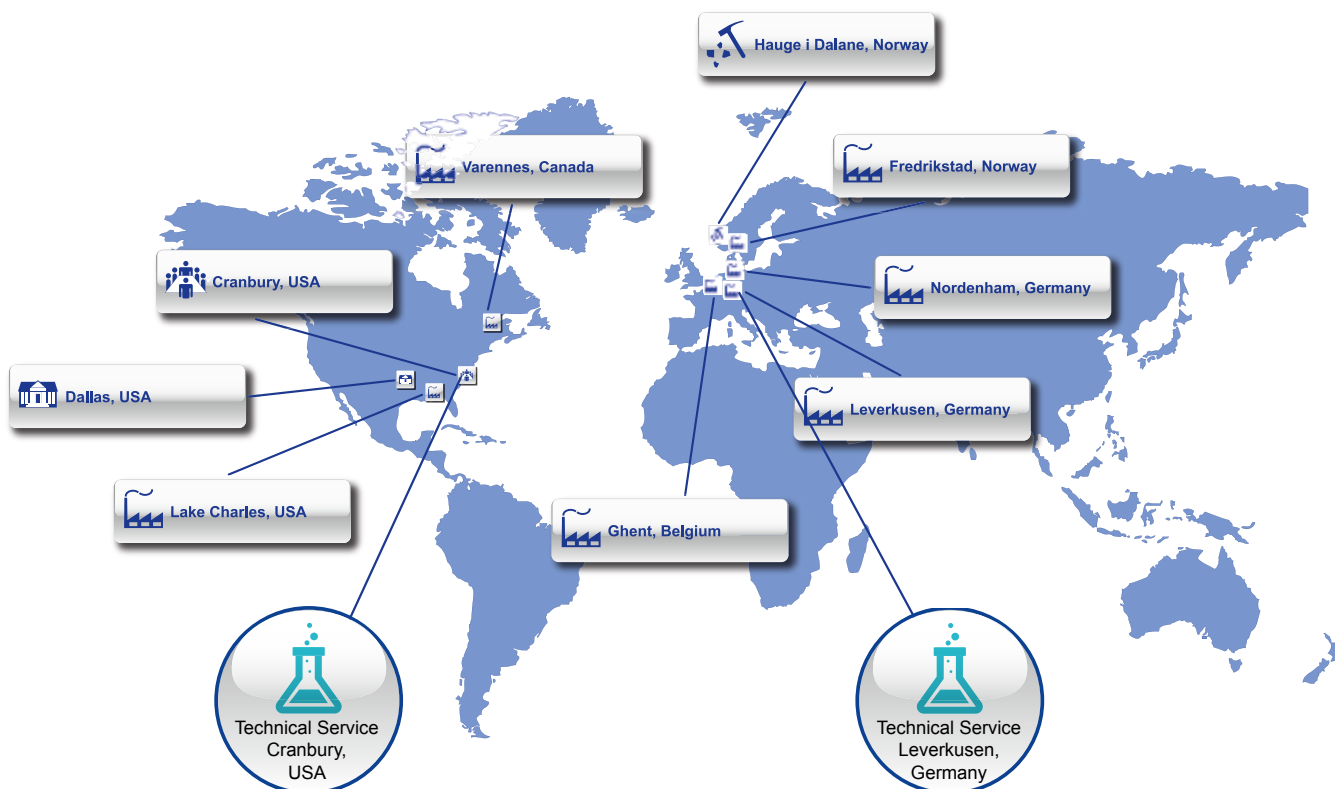 Hauge i Dalane, Norway
Varennes, Canada
Fredrikstad, Norway
Cranbury, USA
Nordenham, Germany
Dallas, USA
Leverkusen, Germany
Lake Charles, USA
Ghent, Belgium
Technical Service
Cranbury,
USA
Technical Service
Leverkusen,
Germany